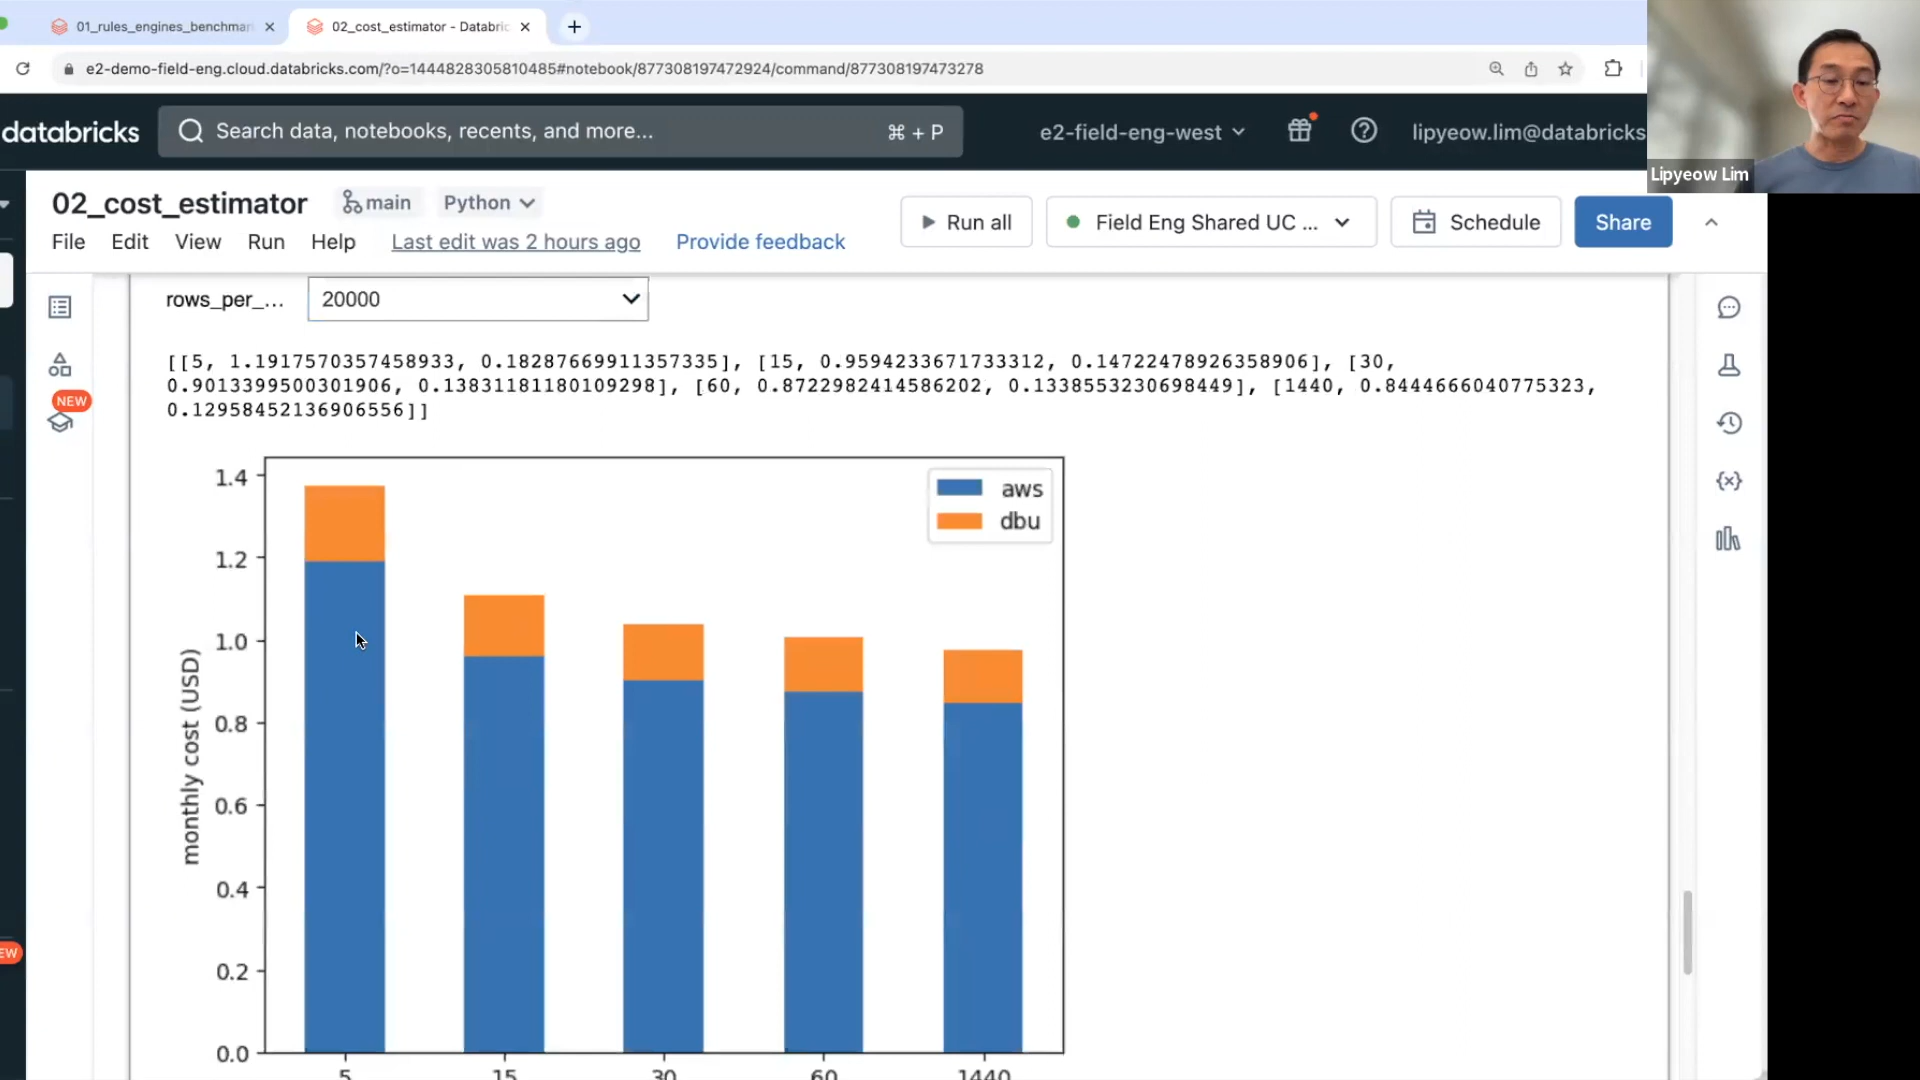 01_rules_engines_benchmar
02_cost_estimator - Databric
e2-demo-field-eng.cloud.databricks.com/?o=1444828305810485#notebook/877308197472924/command/877308197473278
databricks
Search data, notebooks, recents, and more...
⌘ + P
e2-field-eng-west
lipyeow.lim@databricks
Lipyeow Lim
02_cost_estimator
main
Python
Run all
Field Eng Shared UC ...
Schedule
Share
File
Edit
View
Run
Help
Last edit was 2 hours ago
Provide feedback
rows_per_...
20000
[[5, 1.1917570357458933, 0.18287669911357335], [15, 0.9594233671733312, 0.14722478926358906], [30,
0.9013399500301906, 0.13831181180109298], [60, 0.8722982414586202, 0.1338553230698449], [1440, 0.8444666040775323,
0.12958452136906556]]
NEW
EW
1.4
1.2
1.0
0.8
0.6
0.4
0.2
0.0
monthly cost (USD)
aws
dbu
5
15
30
60
1440